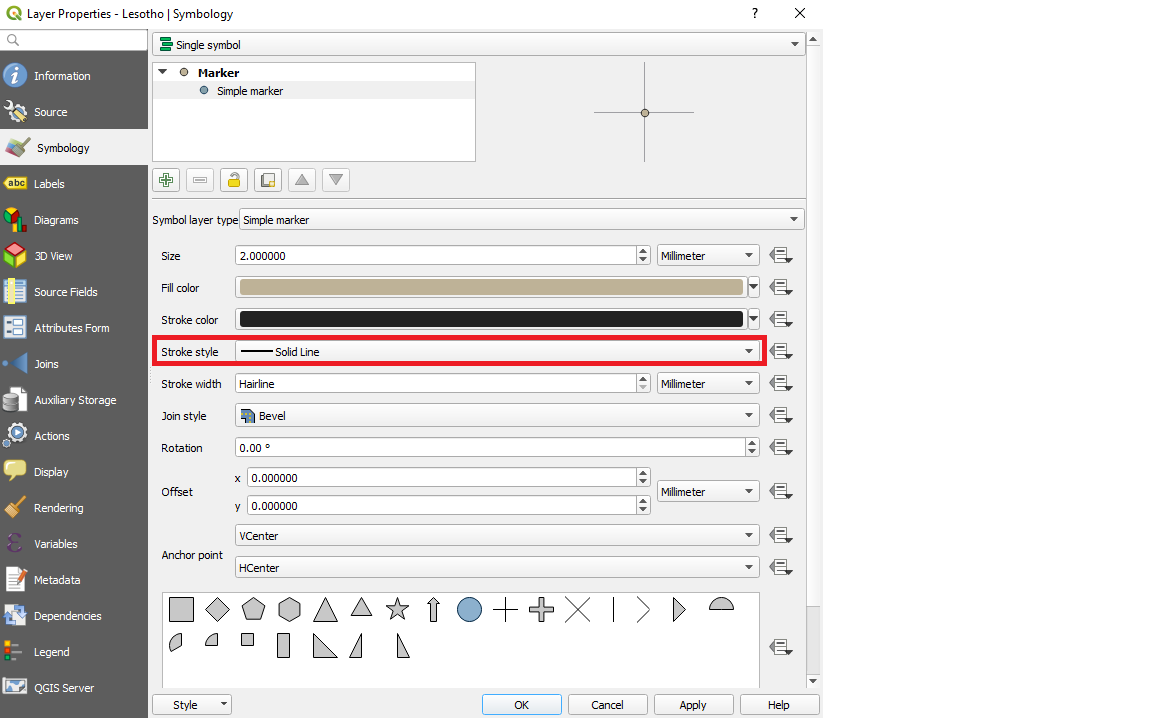 Layer Properties - Lesotho | Symbology
?
Single symbol
Information
Marker
Simple marker
Source
Symbology
abc Labels
Symbol layer type Simple marker
Diagrams
Size 2.000000 Millimeter
3D View
Fill color
Source Fields
Stroke color
Attributes Form
Stroke style Solid Line
Joins
Stroke width Hairline Millimeter
Auxiliary Storage
Join style Bevel
Actions
Rotation 0.00 °
Display
x 0.000000
Offset Millimeter
Rendering
y 0.000000
Variables
VCenter
Anchor point
HCenter
Metadata
Dependencies
Legend
QGIS Server
Style OK Cancel Apply Help